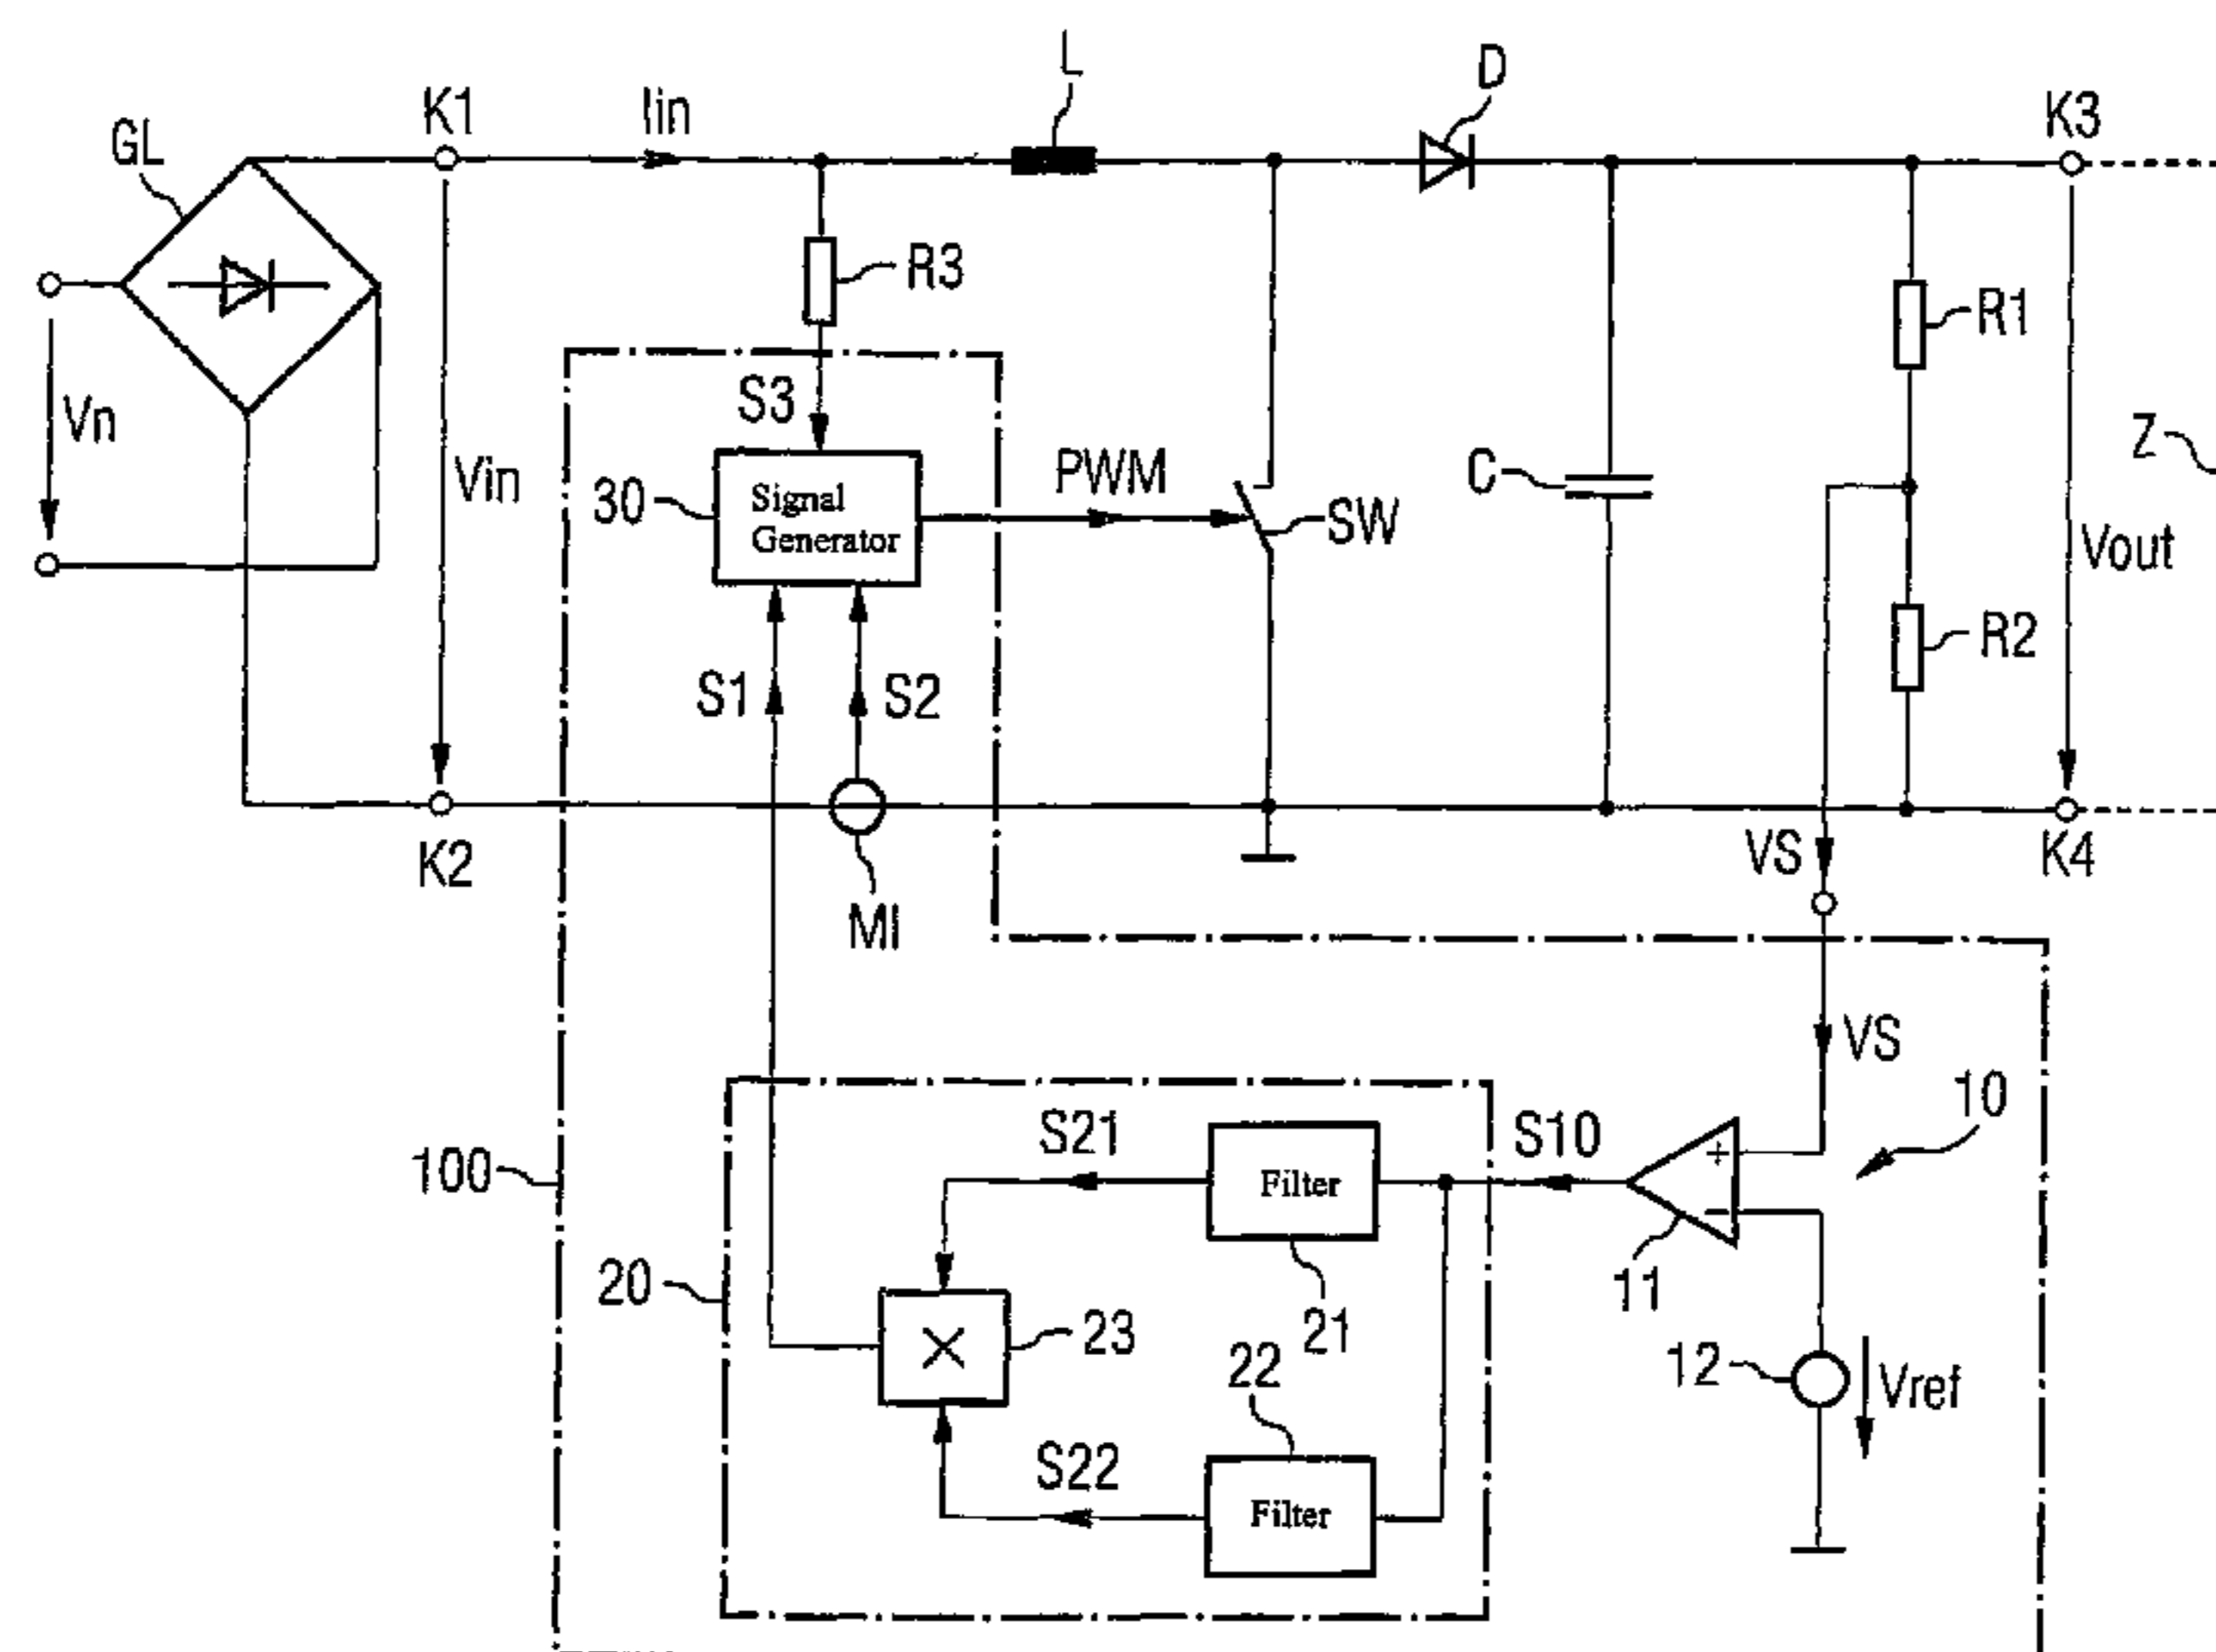 L
D
K1
Iin
K3
GL
R3
R1
S3
Vn
Vin
PWM
C
Z
30
Signal
Generator
SW
Vout
R2
S1
S2
K2
VS
K4
MI
VS
10
S21
S10
Filter
+
100
−
20
11
21
23
22
12
Vref
S22
Filter